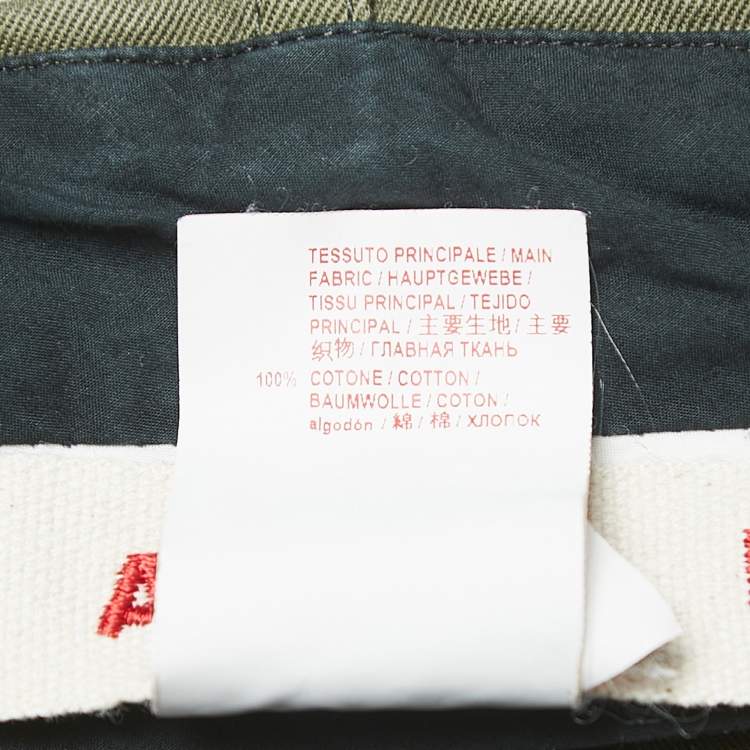 TESSUTO PRINCIPALE / MAIN
FABRIC / HAUPTGEWEBE /
TISSU PRINCIPAL / TEJIDO
PRINCIPAL / 主要生地 / 主要
织物 / ГЛАВНАЯ ТКАНЬ
100% COTONE / COTTON /
BAUMWOLLE / COTON /
algodón / 綿 / 棉 / ХЛОПОК
A